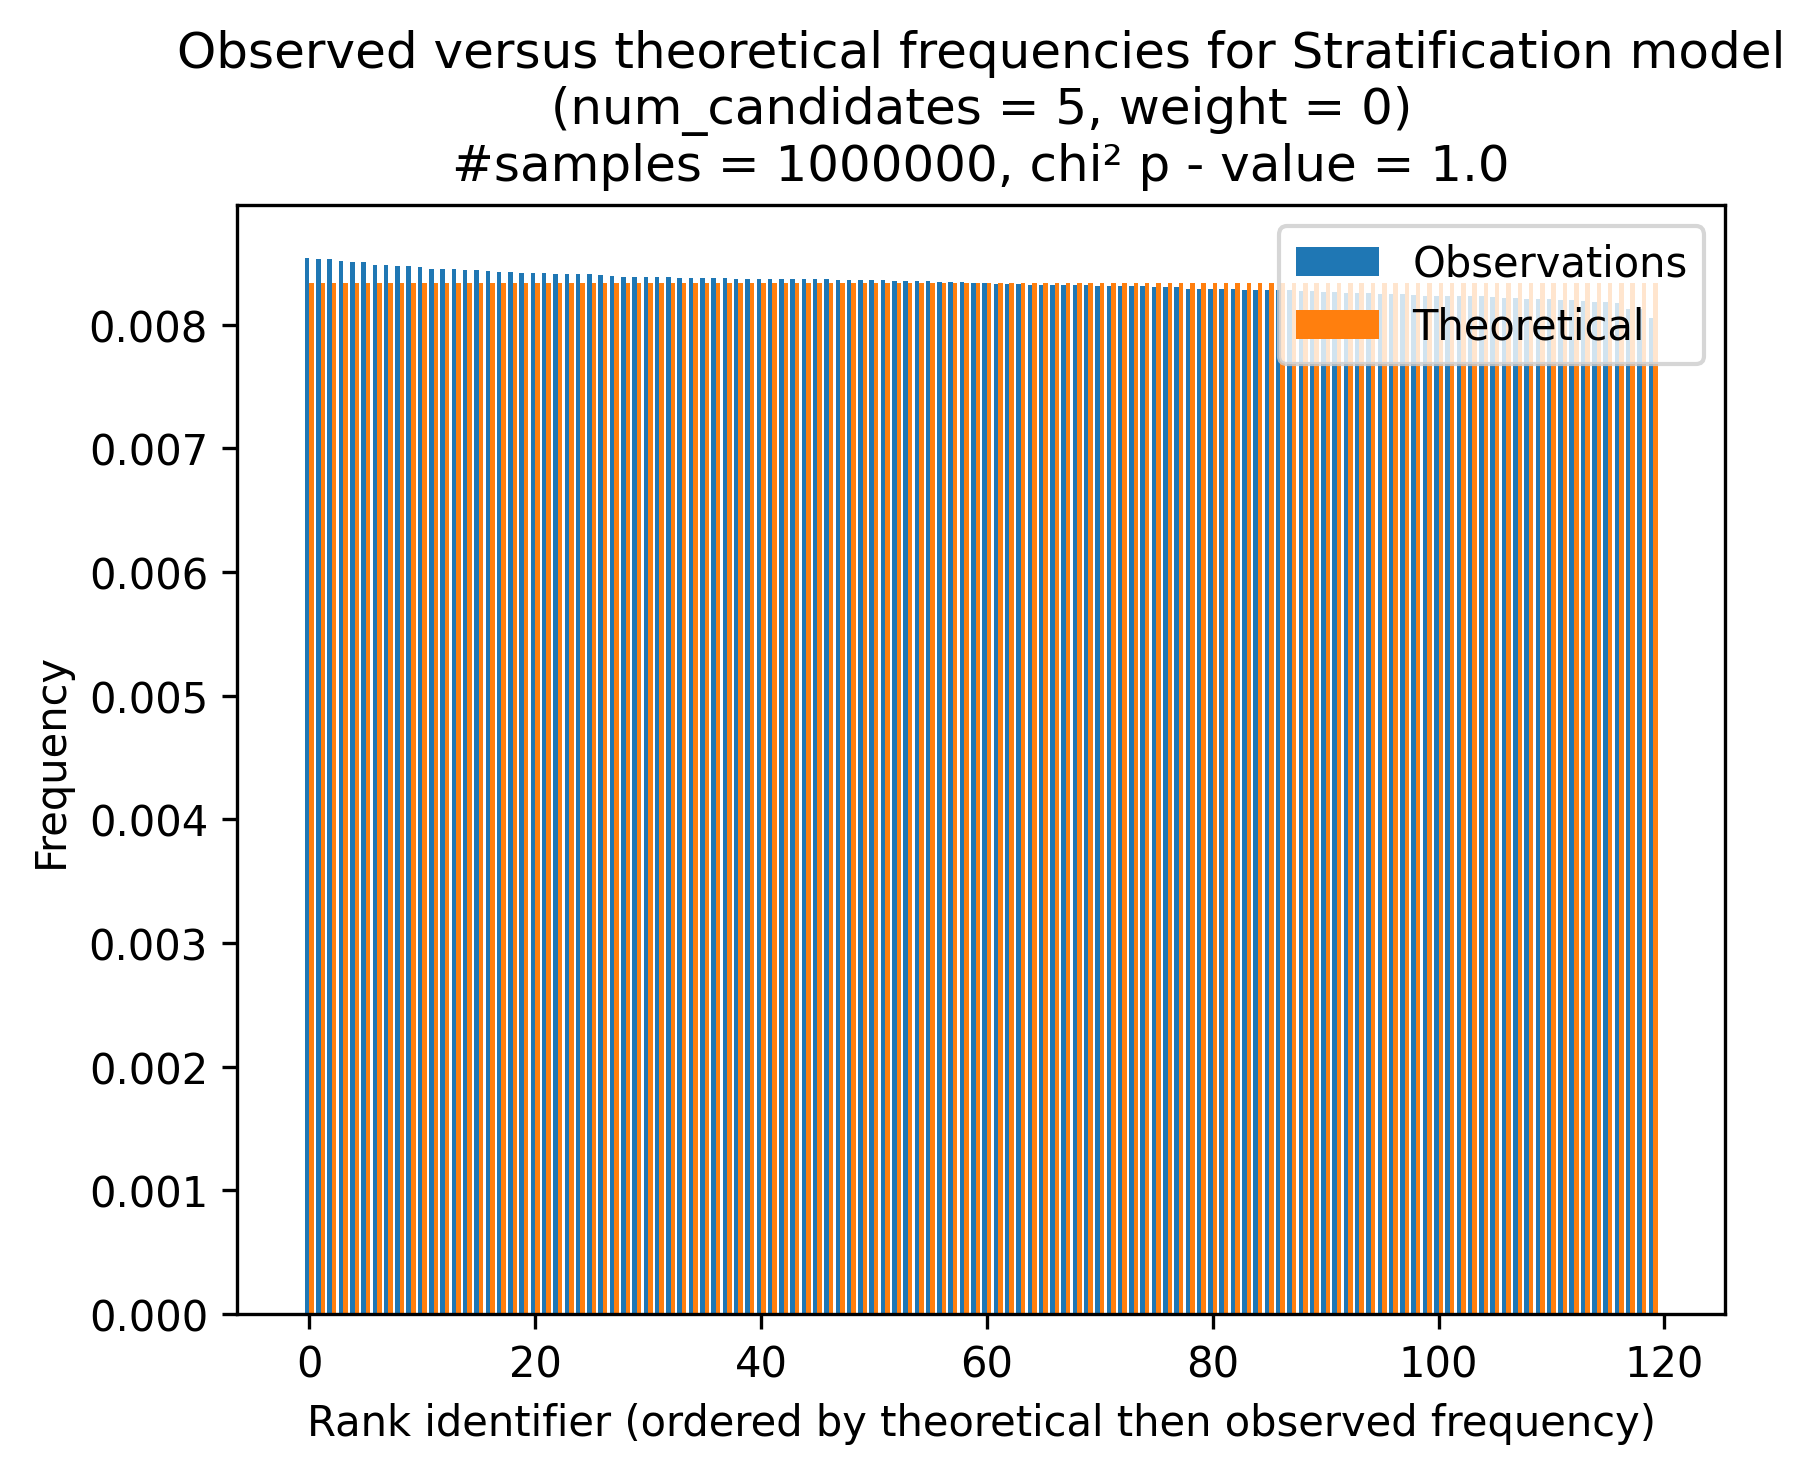 Observed versus theoretical frequencies for Stratification model
(num_candidates = 5, weight = 0)
#samples = 1000000, chi² p - value = 1.0
Observations
Theoretical
Frequency
0.008
0.007
0.006
0.005
0.004
0.003
0.002
0.001
0.000
0 20 40 60 80 100 120
Rank identifier (ordered by theoretical then observed frequency)